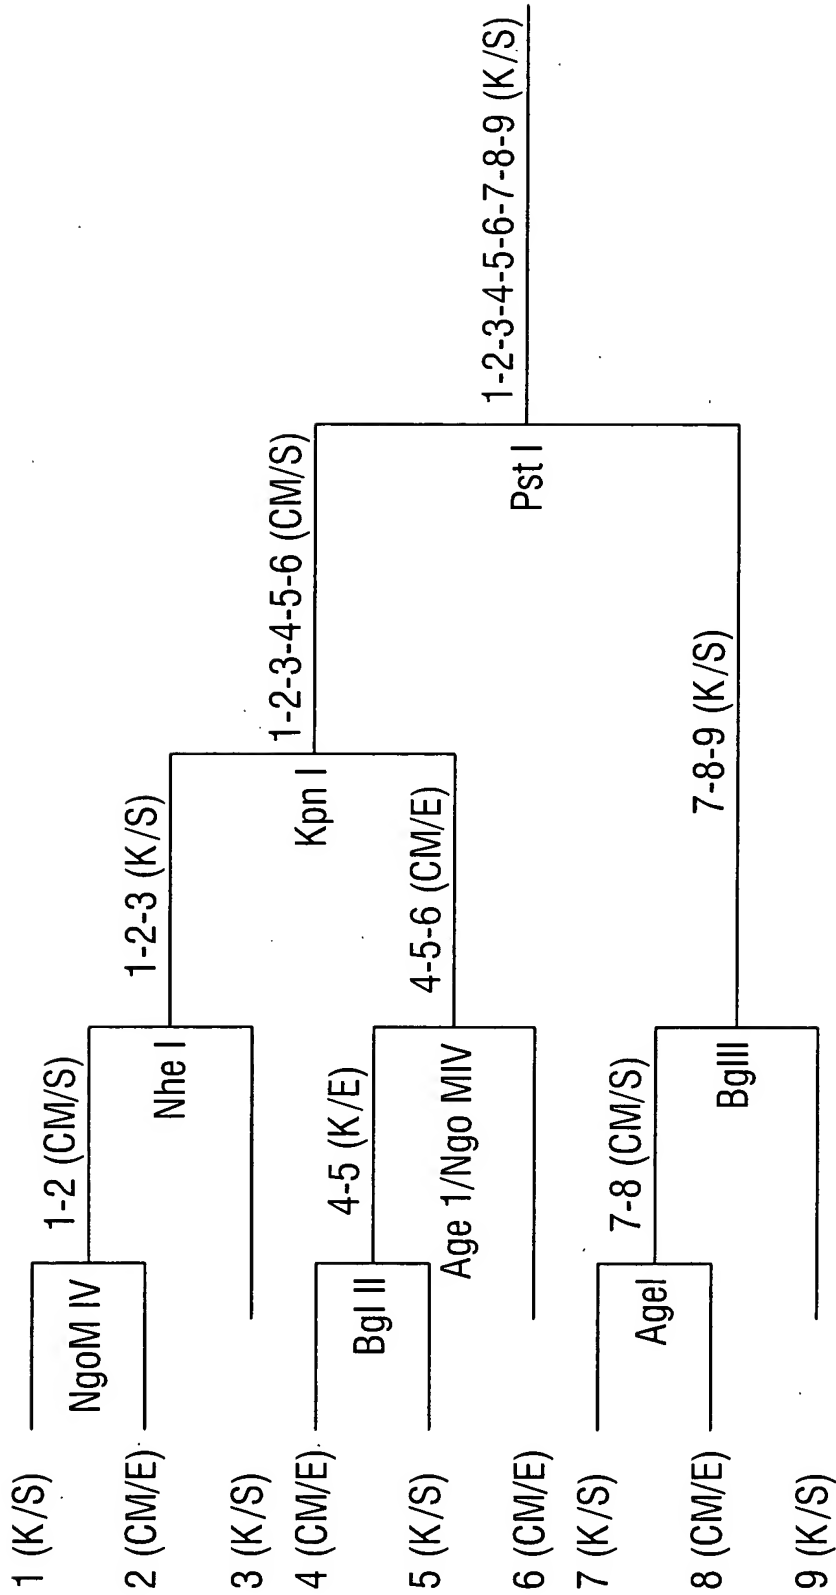 1 (K/S)
2 (CM/E)
3 (K/S)
4 (CM/E)
5 (K/S)
6 (CM/E)
7 (K/S)
8 (CM/E)
9 (K/S)
NgoM IV
Bgl II
AgeI
1-2 (CM/S)
4-5 (K/E)
7-8 (CM/S)
Nhe I
Age 1/Ngo MIV
BglII
1-2-3 (K/S)
4-5-6 (CM/E)
7-8-9 (K/S)
Kpn I
1-2-3-4-5-6 (CM/S)
Pst I
1-2-3-4-5-6-7-8-9 (K/S)